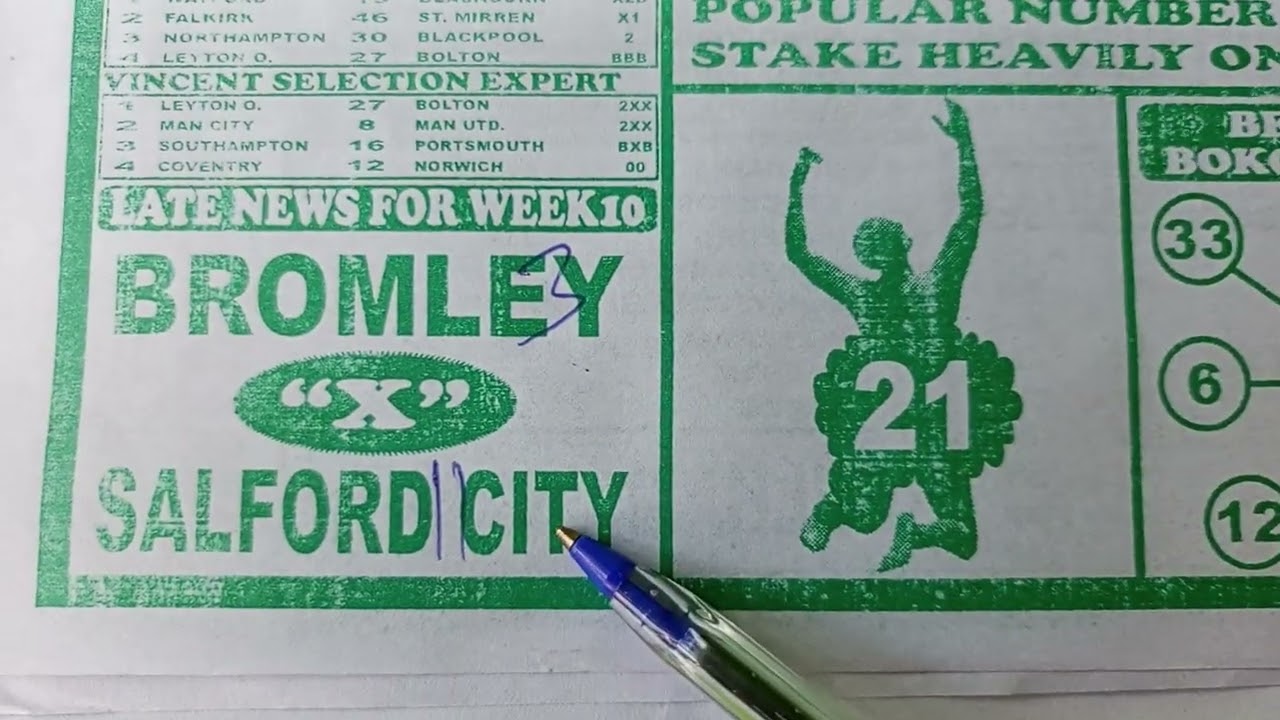 2 FALKIRK 46 ST. MIRREN X1
3 NORTHAMPTON 30 BLACKPOOL 2
4 LEYTON O. 27 BOLTON BBB
VINCENT SELECTION EXPERT
1 LEYTON O. 27 BOLTON 2XX
2 MAN CITY 8 MAN UTD. 2XX
3 SOUTHAMPTON 16 PORTSMOUTH BXB
4 COVENTRY 12 NORWICH 00
LATE NEWS FOR WEEK10
BROMLEY
3
"X"
SALFORD CITY
11
POPULAR NUMBER
STAKE HEAVILY ON
21
BOK
33
6
12